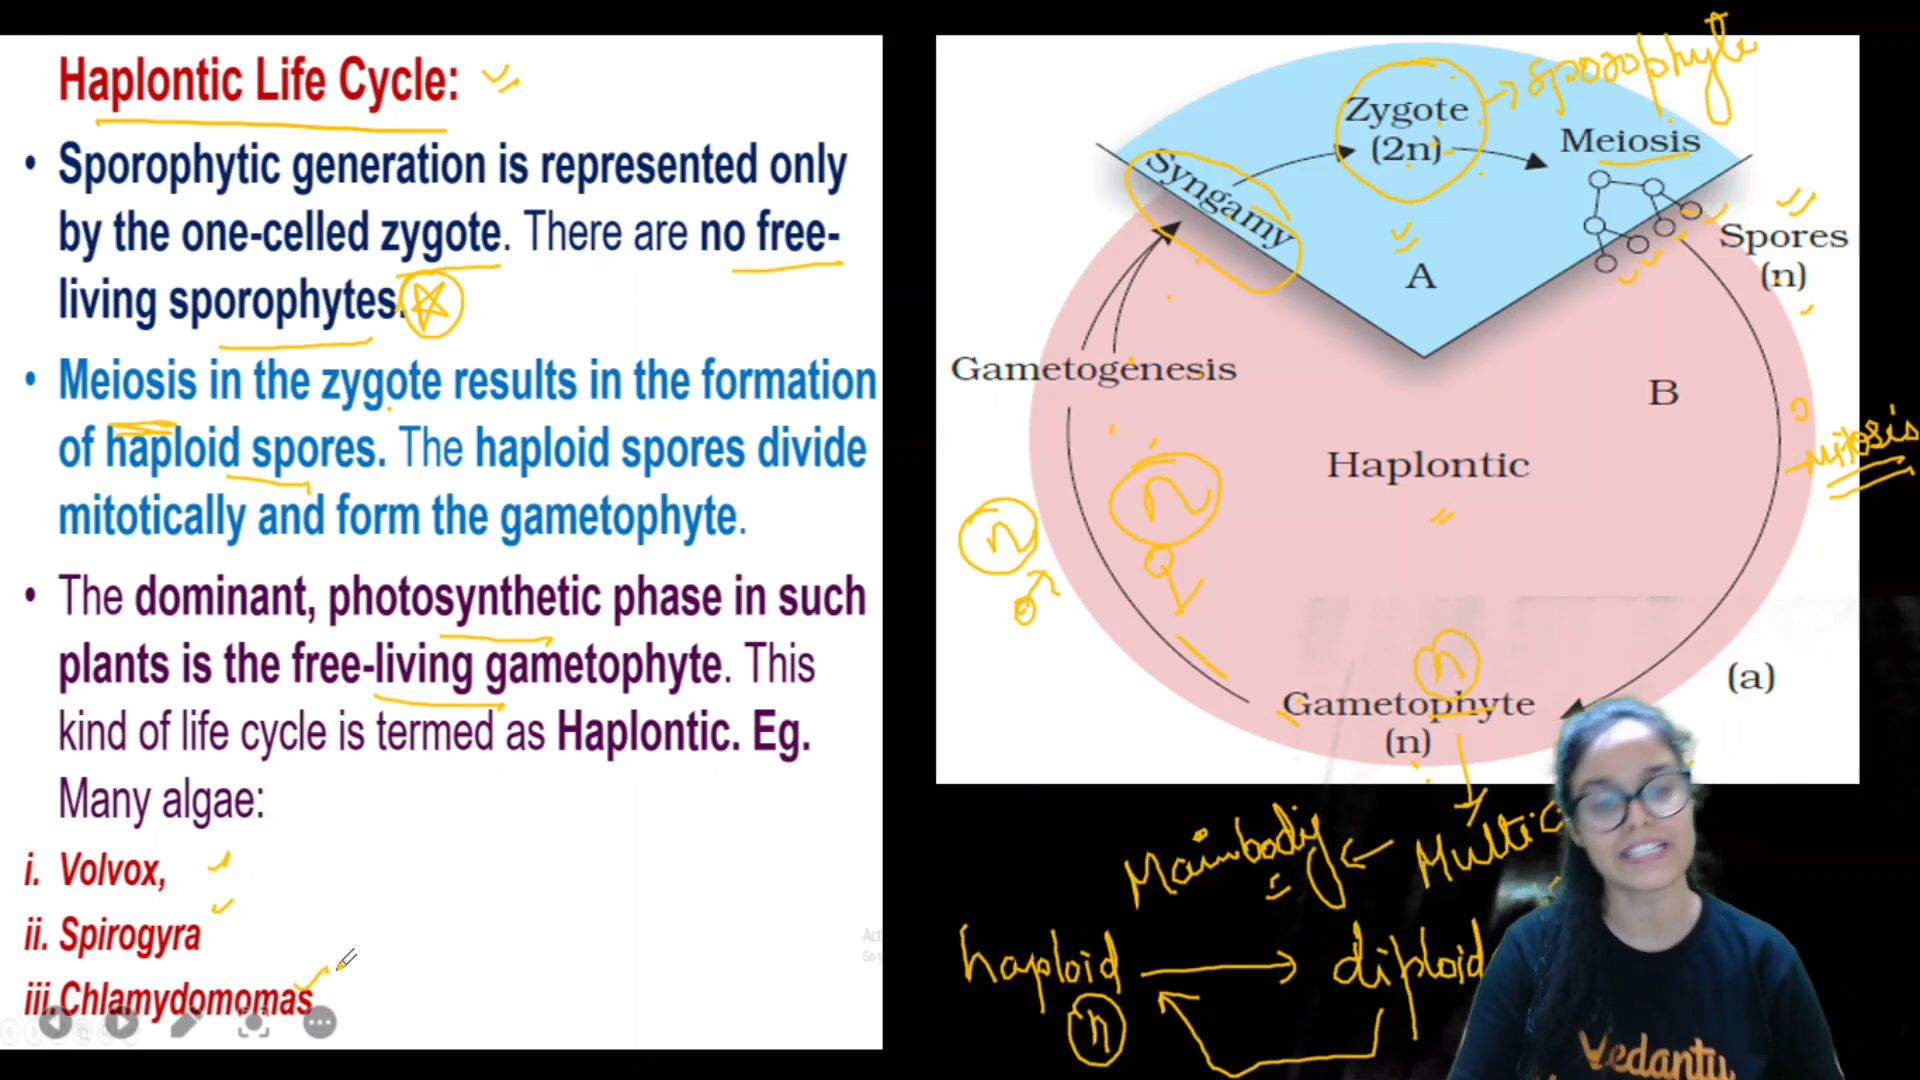 Haplontic Life Cycle:
• Sporophytic generation is represented only
by the one-celled zygote. There are no free-
living sporophytes.
• Meiosis in the zygote results in the formation
of haploid spores. The haploid spores divide
mitotically and form the gametophyte.
• The dominant, photosynthetic phase in such
plants is the free-living gametophyte. This
kind of life cycle is termed as Haplontic. Eg.
Many algae:
i. Volvox,
ii. Spirogyra
iii. Chlamydomomas
sporophyte
Zygote
(2n)
Meiosis
Syngamy
A
Spores
(n)
Gametogenesis
B
Mitosis
Haplontic
n
n
n
Gametophyte
(n)
(a)
Main body
haploid
diploid
n
Vedantu